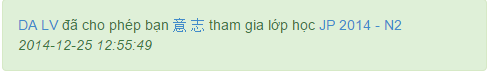 DA LV đã cho phép bạn 意 志 tham gia lớp học JP 2014 - N2
2014-12-25 12:55:49